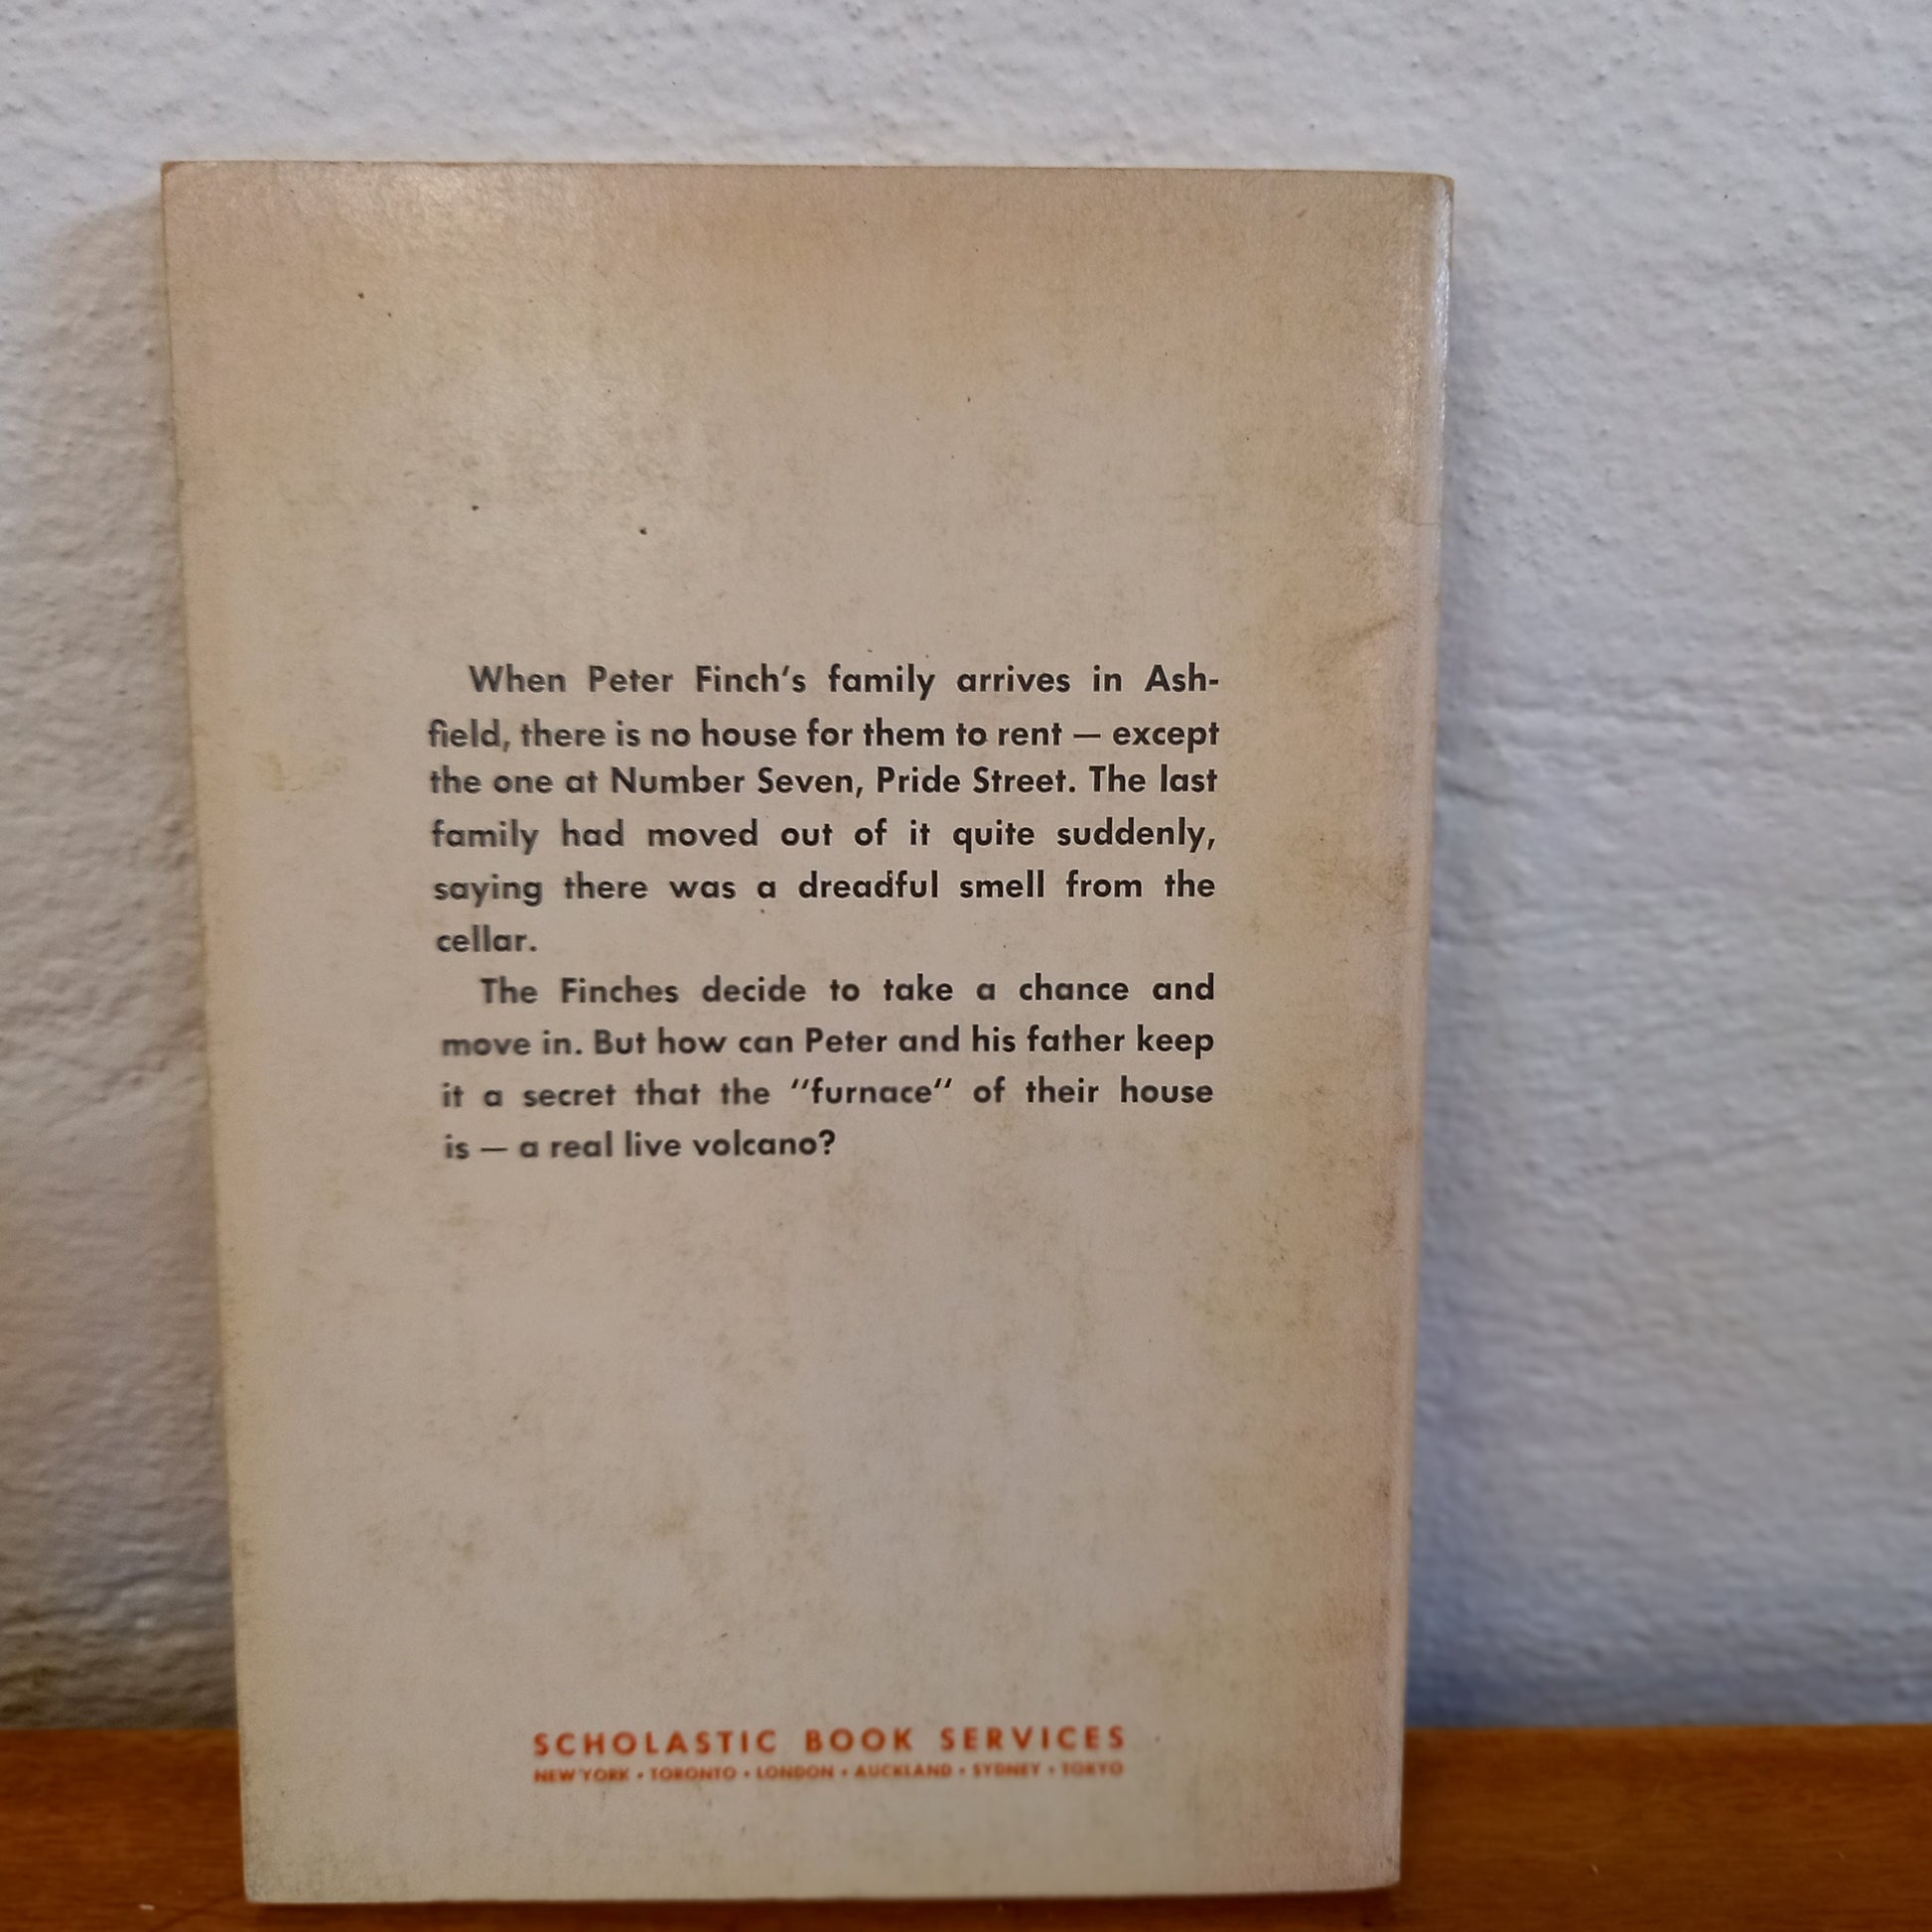 When Peter Finch's family arrives in Ash-
field, there is no house for them to rent — except
the one at Number Seven, Pride Street. The last
family had moved out of it quite suddenly,
saying there was a dreadful smell from the
cellar.
The Finches decide to take a chance and
move in. But how can Peter and his father keep
it a secret that the "furnace" of their house
is — a real live volcano?
SCHOLASTIC BOOK SERVICES
NEW YORK • TORONTO • LONDON • AUCKLAND • SYDNEY • TOKYO